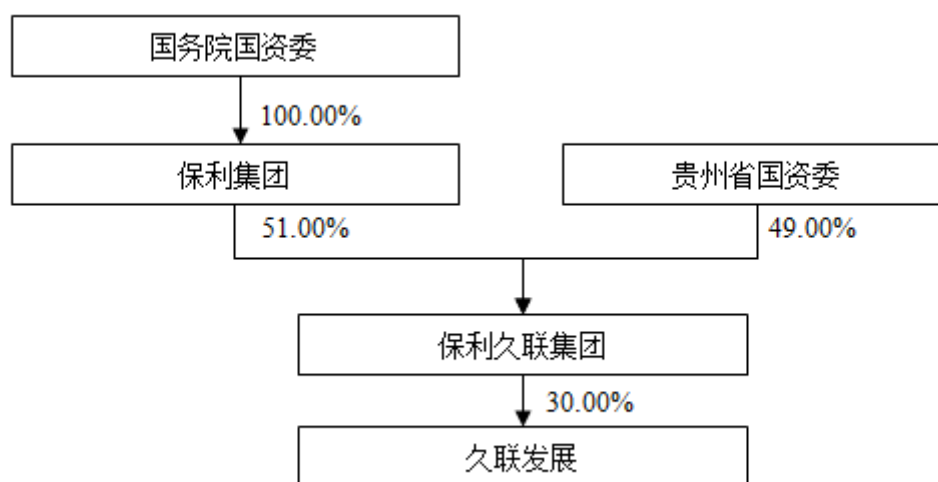 国务院国资委
100.00%
保利集团
贵州省国资委
51.00%
49.00%
保利久联集团
30.00%
久联发展